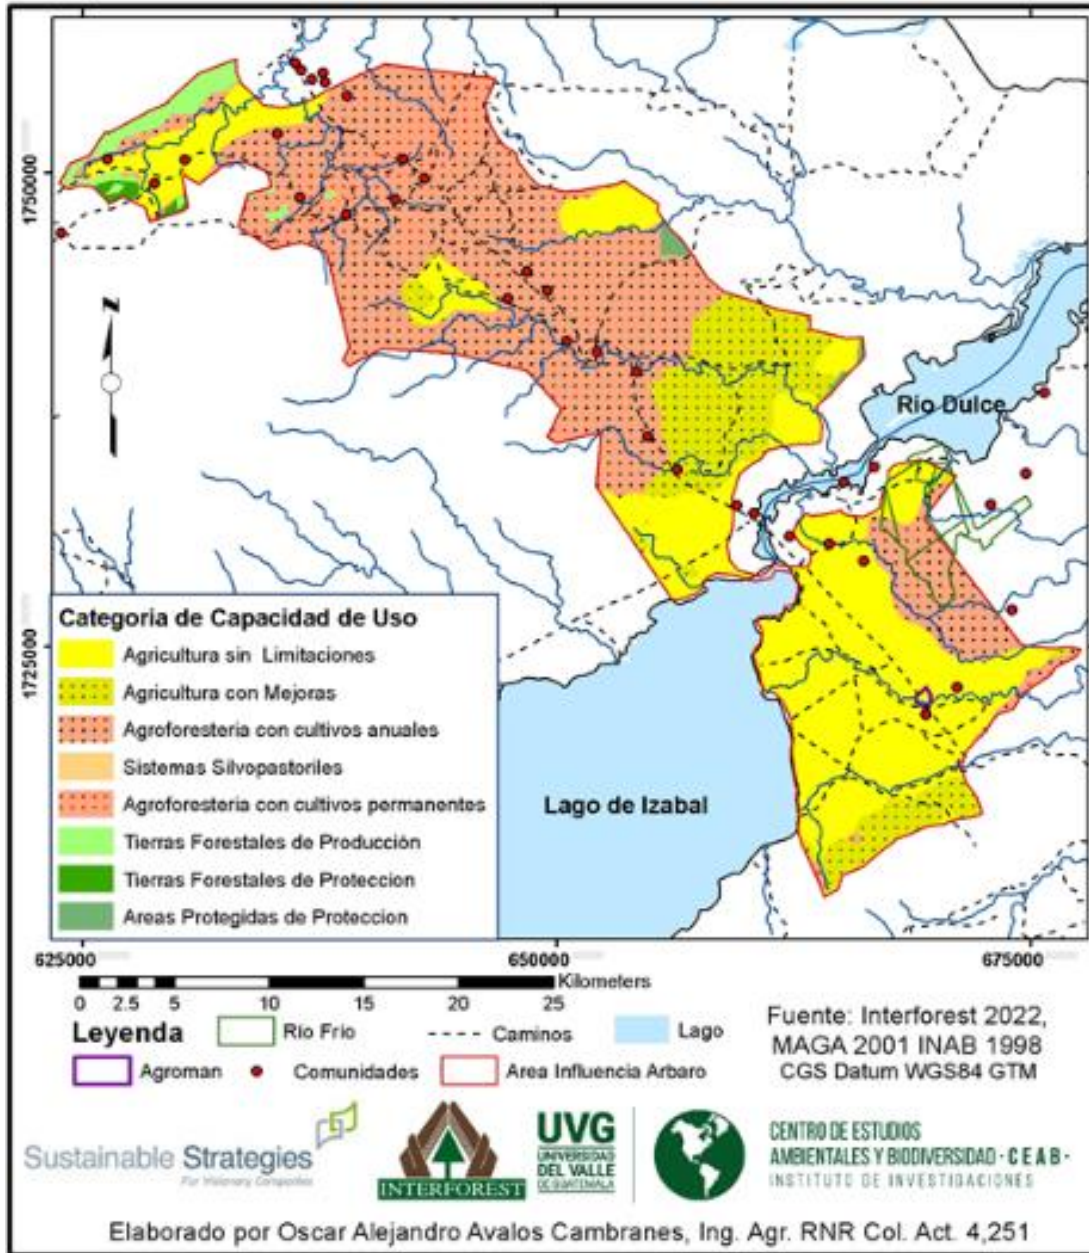 1750000
1725000
N
Rio Dulce
Lago de Izabal
Categoria de Capacidad de Uso
Agricultura sin Limitaciones
Agricultura con Mejoras
Agroforesteria con cultivos anuales
Sistemas Silvopastoriles
Agroforesteria con cultivos permanentes
Tierras Forestales de Producción
Tierras Forestales de Proteccion
Areas Protegidas de Proteccion
625000 650000 675000
Kilometers
0 2.5 5 10 15 20 25
Leyenda
Rio Frio
Caminos
Lago
Agroman
Comunidades
Area Influencia Arbaro
Fuente: Interforest 2022,
MAGA 2001 INAB 1998
CGS Datum WGS84 GTM
Sustainable Strategies
For Visionary Companies
INTERFOREST
UVG
UNIVERSIDAD
DEL VALLE
DE GUATEMALA
CENTRO DE ESTUDIOS
AMBIENTALES Y BIODIVERSIDAD - CEAB -
INSTITUTO DE INVESTIGACIONES
Elaborado por Oscar Alejandro Avalos Cambranes, Ing. Agr. RNR Col. Act. 4,251